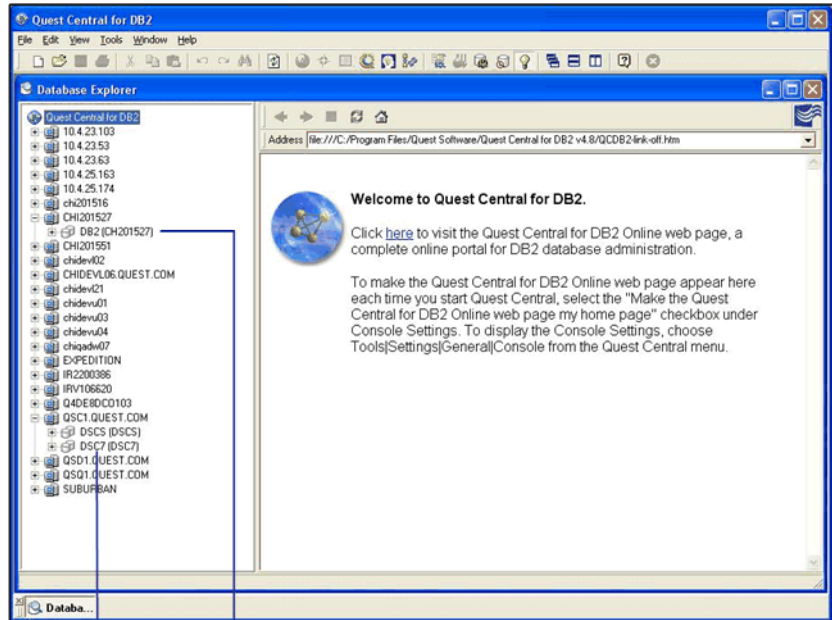 Quest Central for DB2
File Edit View Tools Window Help
Database Explorer
Quest Central for DB2
10.4.23.103
10.4.23.53
10.4.23.63
10.4.25.163
10.4.25.174
chi201516
CHI201527
DB2 (CH201527)
CHI201551
chidevl02
CHIDEVL06.QUEST.COM
chidevl21
chidevu01
chidevu03
chidevu04
chiqadw07
EXPEDITION
IR2200386
IRV106620
Q4DE8DC0103
QSC1.QUEST.COM
DSCS (DSCS)
DSC7 (DSC7)
QSD1.QUEST.COM
QSQ1.QUEST.COM
SUBURBAN
Address file:///C:/Program Files/Quest Software/Quest Central for DB2 v4.8/QCDB2-link-off.htm
Welcome to Quest Central for DB2.
Click here to visit the Quest Central for DB2 Online web page, a
complete online portal for DB2 database administration.
To make the Quest Central for DB2 Online web page appear here
each time you start Quest Central, select the "Make the Quest
Central for DB2 Online web page my home page" checkbox under
Console Settings. To display the Console Settings, choose
Tools|Settings|General|Console from the Quest Central menu.
Databa...